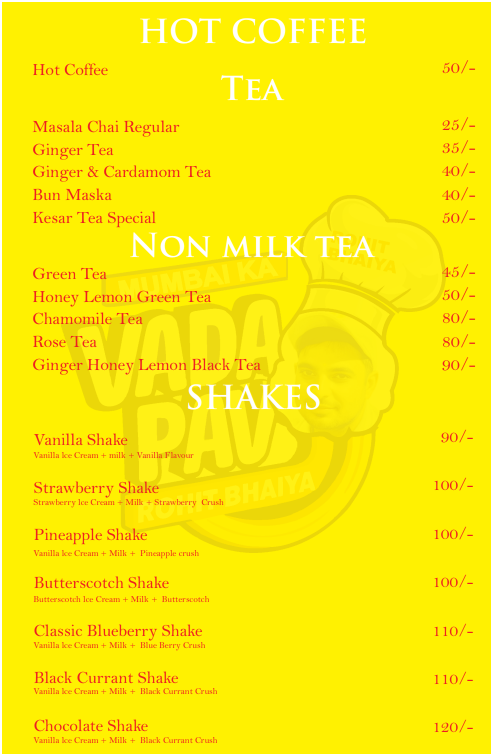 HOT COFFEE
Hot Coffee 50/-
TEA
Masala Chai Regular 25/-
Ginger Tea 35/-
Ginger & Cardamom Tea 40/-
Bun Maska 40/-
Kesar Tea Special 50/-
NON MILK TEA
Green Tea 45/-
Honey Lemon Green Tea 50/-
Chamomile Tea 80/-
Rose Tea 80/-
Ginger Honey Lemon Black Tea 90/-
SHAKES
Vanilla Shake 90/-
Vanilla Ice Cream + milk + Vanilla Flavour
Strawberry Shake 100/-
Strawberry Ice Cream + Milk + Strawberry Crush
Pineapple Shake 100/-
Vanilla Ice Cream + Milk + Pineapple crush
Butterscotch Shake 100/-
Butterscotch Ice Cream + Milk + Butterscotch
Classic Blueberry Shake 110/-
Vanilla Ice Cream + Milk + Blue Berry Crush
Black Currant Shake 110/-
Vanilla Ice Cream + Milk + Black Currant Crush
Chocolate Shake 120/-
Vanilla Ice Cream + Milk + Black Currant Crush
MUMBAI KA
VADA
PAV
BHAIYA